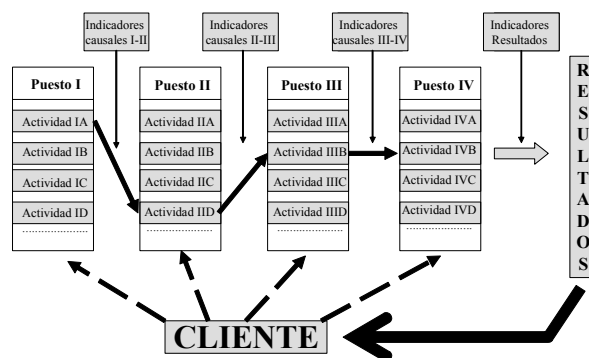 Indicadores
causales I-II
Indicadores
causales II-III
Indicadores
causales III-IV
Indicadores
Resultados
Puesto I
Actividad IA
Actividad IB
Actividad IC
Actividad ID
.....................
Puesto II
Actividad IIA
Actividad IIB
Actividad IIC
Actividad IID
.....................
Puesto III
Actividad IIIA
Actividad IIIB
Actividad IIIC
Actividad IIID
.....................
Puesto IV
Actividad IVA
Actividad IVB
Actividad IVC
Actividad IVD
.....................
RESULTADOS
CLIENTE